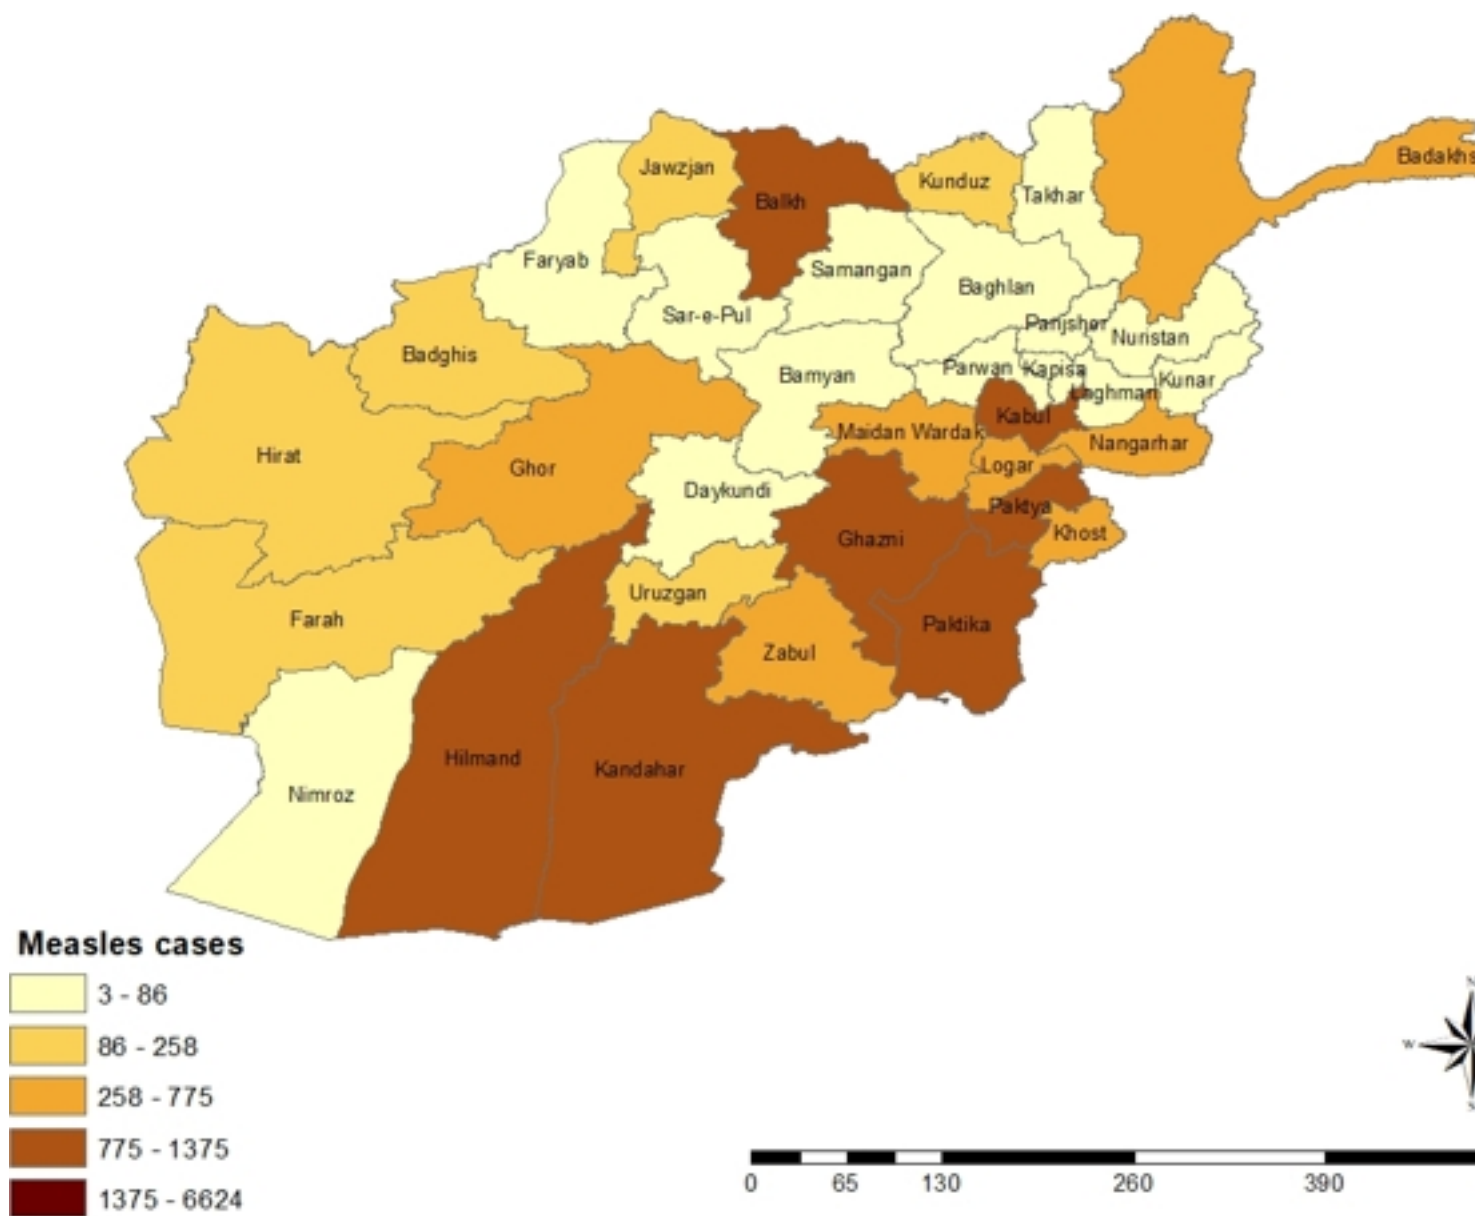 Badakhs
Jawzjan
Kunduz
Takhar
Balkh
Faryab
Samangan
Baghlan
Sar-e-Pul
Panjsher
Nuristan
Badghis
Bamyan
Parwan
Kapisa
Laghman
Kunar
Kabul
Maidan Wardak
Nangarhar
Hirat
Ghor
Logar
Daykundi
Paktya
Ghazni
Khost
Uruzgan
Farah
Paktika
Zabul
Hilmand
Kandahar
Nimroz
Measles cases
3 - 86
86 - 258
258 - 775
775 - 1375
1375 - 6624
N
W
S
0 65 130 260 390